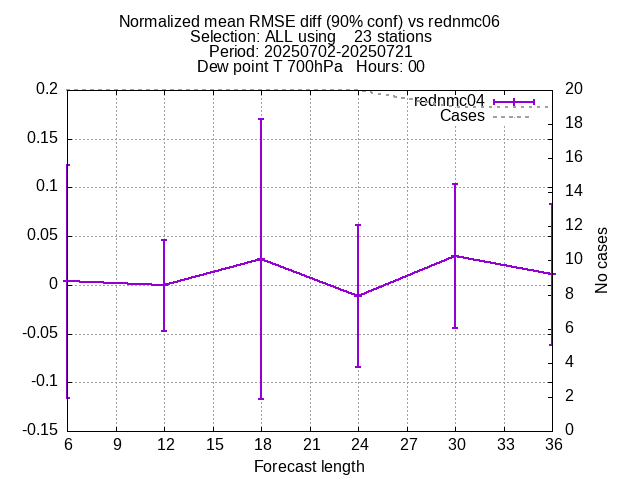 Normalized mean RMSE diff (90% conf) vs rednmc06
Selection: ALL using    23 stations
Period: 20250702-20250721
Dew point T 700hPa   Hours: 00
rednmc04
Cases
0.2
0.15
0.1
0.05
0
-0.05
-0.1
-0.15
20
18
16
14
12
10
8
6
4
2
0
No cases
6 9 12 15 18 21 24 27 30 33 36
Forecast length